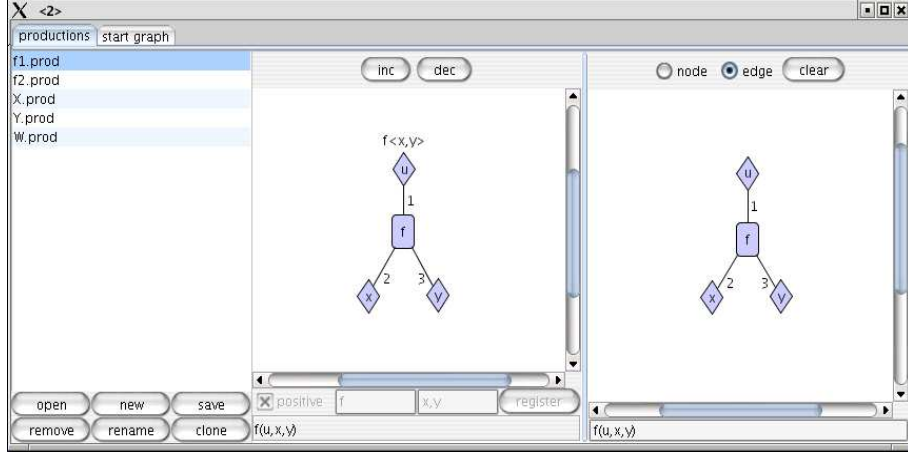 X <2>
productions start graph
f1.prod
f2.prod
X.prod
Y.prod
W.prod
open new save
remove rename clone
inc dec
f<x,y>
u
1
f
2 3
x y
positive f x,y register
f(u,x,y)
node edge clear
u
1
f
2 3
x y
f(u,x,y)